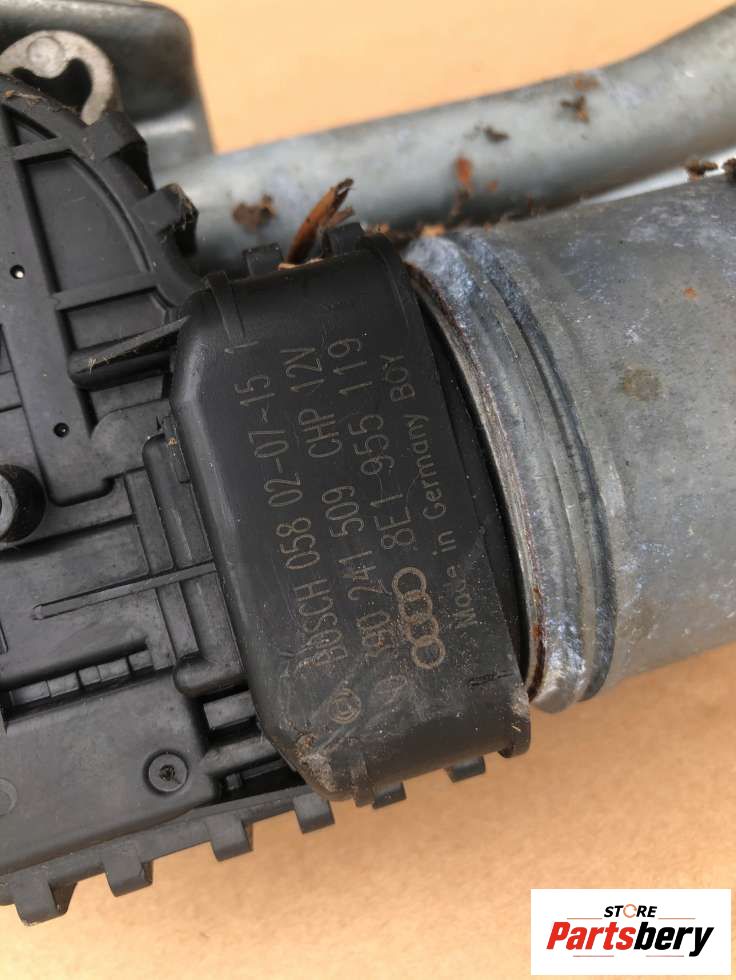 BOSCH 058 02-07-15 1
390 241 509 CHP 12V
8E1 955 119
Made in Germany BOY
STORE
Partsbery